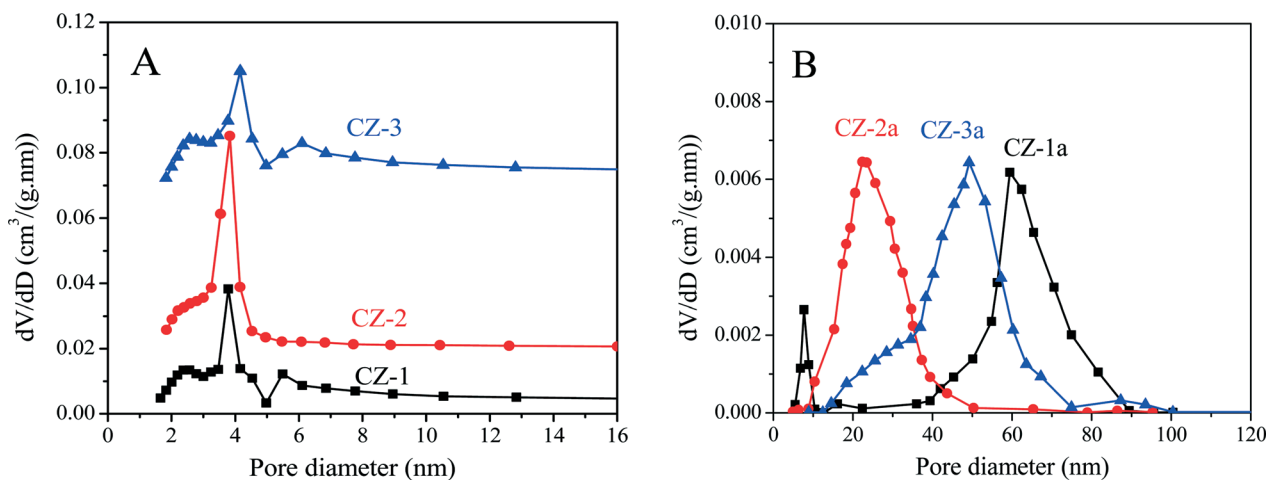 A
CZ-3
CZ-2
CZ-1
dV/dD (cm³/(g.nm))
0.12
0.10
0.08
0.06
0.04
0.02
0.00
0 2 4 6 8 10 12 14 16
Pore diameter (nm)
B
CZ-2a CZ-3a CZ-1a
dV/dD (cm³/(g.nm))
0.010
0.008
0.006
0.004
0.002
0.000
0 20 40 60 80 100 120
Pore diameter (nm)